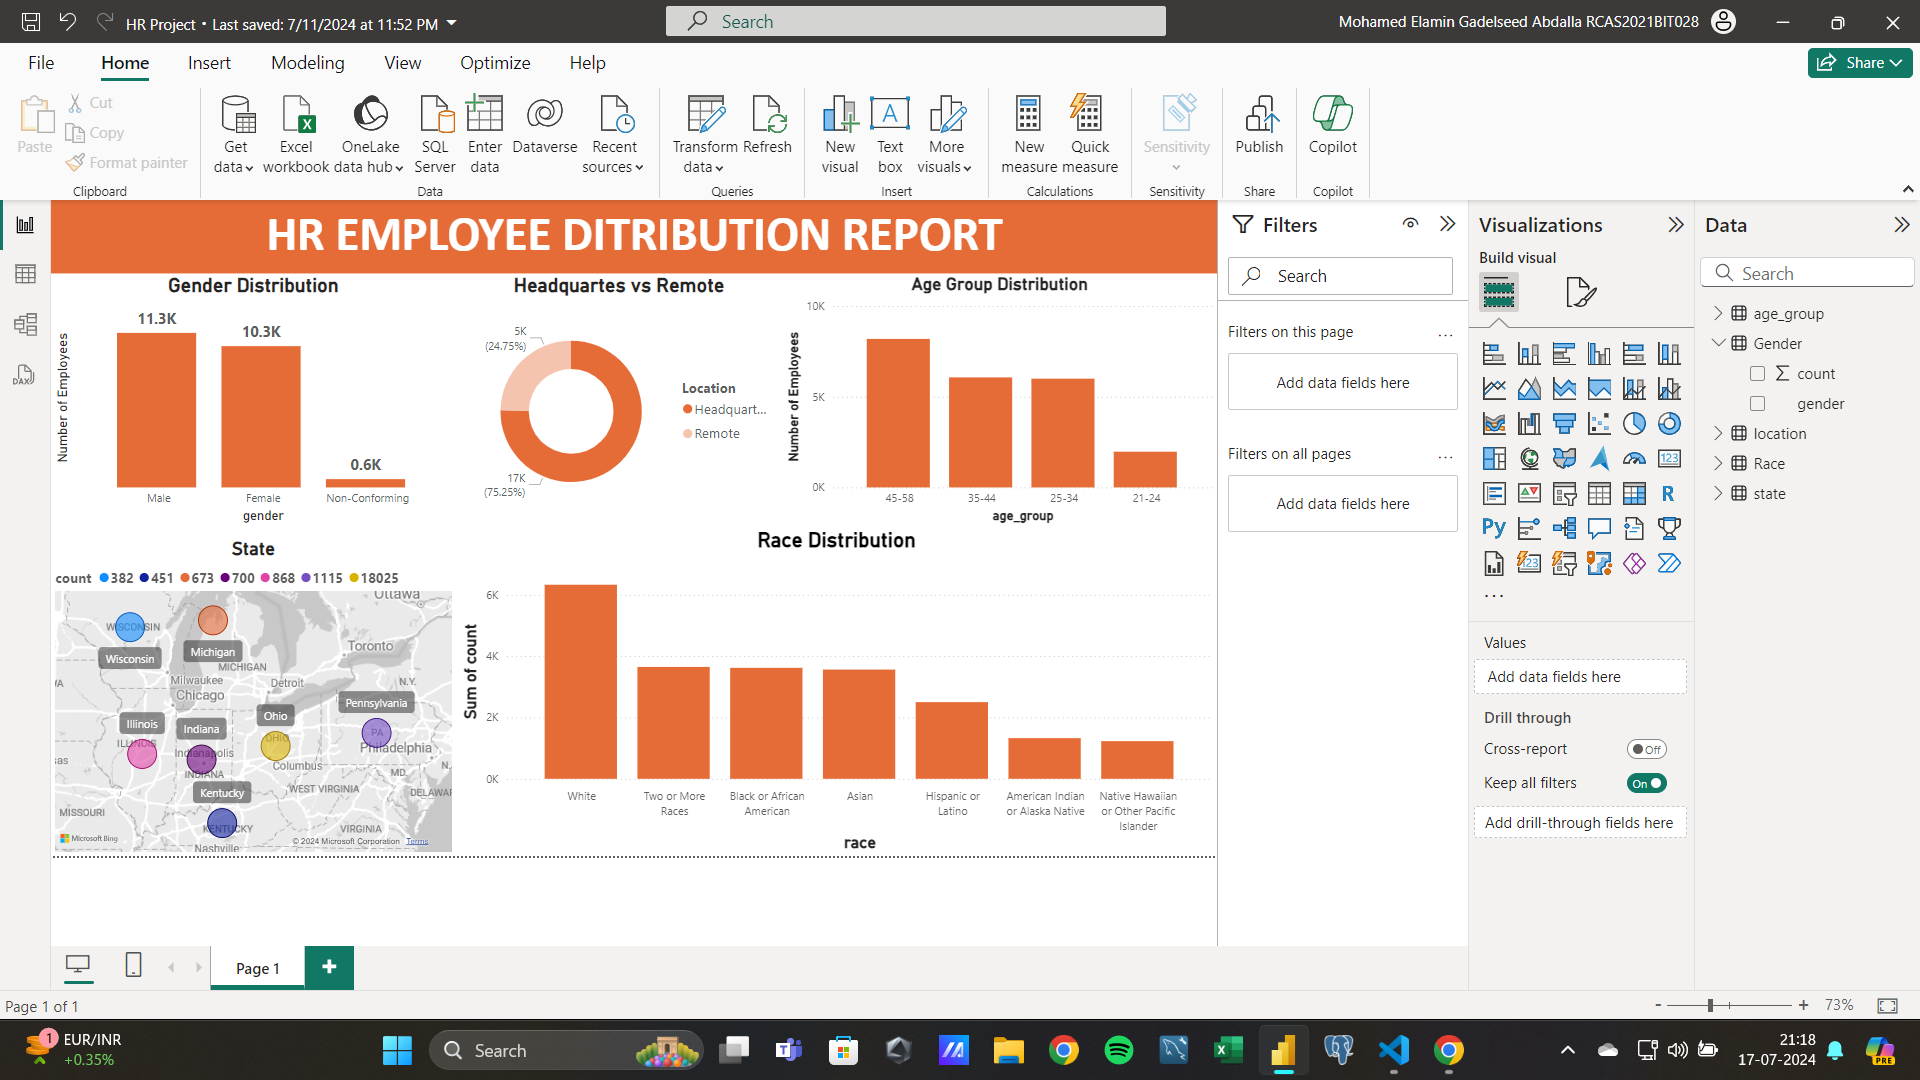 HR Project • Last saved: 7/11/2024 at 11:52 PM
Search
Mohamed Elamin Gadelseed Abdalla RCAS2021BIT028
File Home Insert Modeling View Optimize Help
Share
Paste
Cut
Copy
Format painter
Clipboard
Get data
Excel workbook
OneLake data hub
SQL Server
Enter data
Dataverse
Recent sources
Data
Transform data
Refresh
Queries
New visual
Text box
More visuals
Insert
New measure
Quick measure
Calculations
Sensitivity
Sensitivity
Publish
Share
Copilot
Copilot
HR EMPLOYEE DITRIBUTION REPORT
Gender Distribution
Number of Employees
11.3K
10.3K
0.6K
Male
Female
Non-Conforming
gender
Headquartes vs Remote
5K
(24.75%)
17K
(75.25%)
Location
Headquart...
Remote
Age Group Distribution
Number of Employees
10K
5K
0K
45-58
35-44
25-34
21-24
age_group
State
count 382 451 673 700 868 1115 18025
Ottawa
WISCONSIN
Wisconsin
Michigan
MICHIGAN
Toronto
Milwaukee
Chicago
Detroit
N.Y.
Pennsylvania
PA
Philadelphia
Illinois
ILLINOIS
Indiana
Indianapolis
INDIANA
Ohio
OHIO
Columbus
MD.
N.
WEST VIRGINIA
DELAWAR
Kentucky
KENTUCKY
MISSOURI
VIRGINIA
Nashville
Microsoft Bing
© 2024 Microsoft Corporation Terms
Race Distribution
Sum of count
6K
4K
2K
0K
White
Two or More Races
Black or African American
Asian
Hispanic or Latino
American Indian or Alaska Native
Native Hawaiian or Other Pacific Islander
race
Filters
Search
Filters on this page ...
Add data fields here
Filters on all pages ...
Add data fields here
Visualizations
Build visual
123
R
Py
123
...
Values
Add data fields here
Drill through
Cross-report Off
Keep all filters On
Add drill-through fields here
Data
Search
age_group
Gender
Σ count
gender
location
Race
state
DAX
Page 1
+
Page 1 of 1
- + 73%
1
EUR/INR
+0.35%
Search
21:18
17-07-2024
PRE